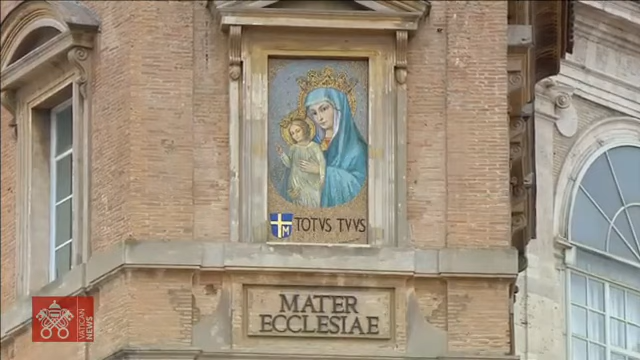 TOTVS TVVS
M
MATER
ECCLESIAE
VATICAN
NEWS